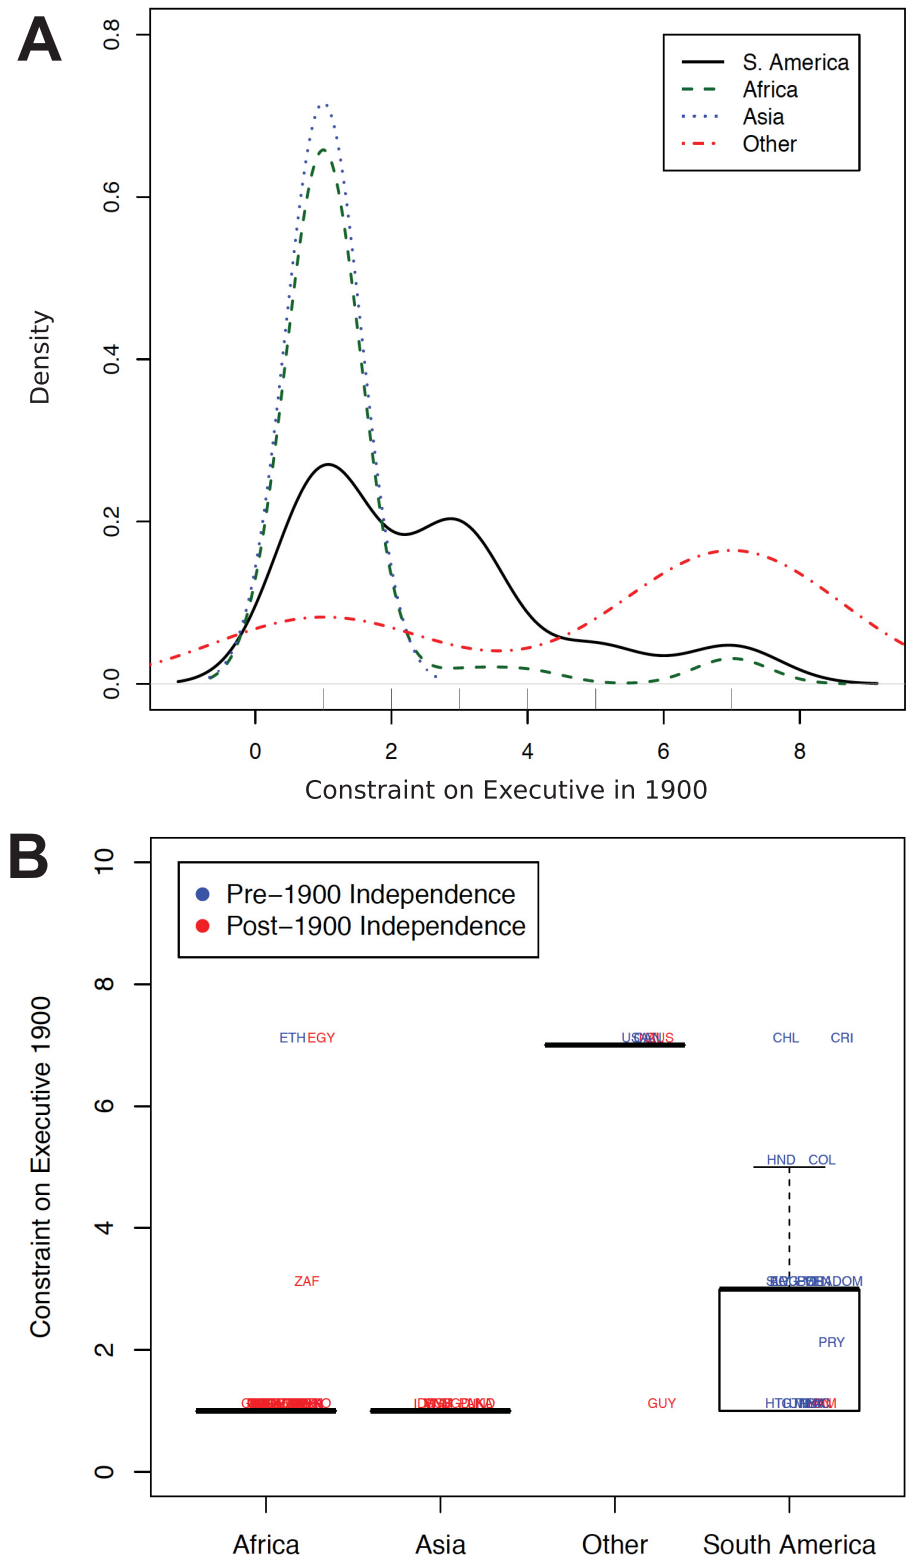 A
0.8
0.6
0.4
0.2
0.0
Density
S. America
Africa
Asia
Other
0 2 4 6 8
Constraint on Executive in 1900
B
10
8
6
4
2
0
Constraint on Executive 1900
Pre−1900 Independence
Post−1900 Independence
ETH EGY CHL CRI
HND COL
ZAF
PRY
GUY
Africa Asia Other South America